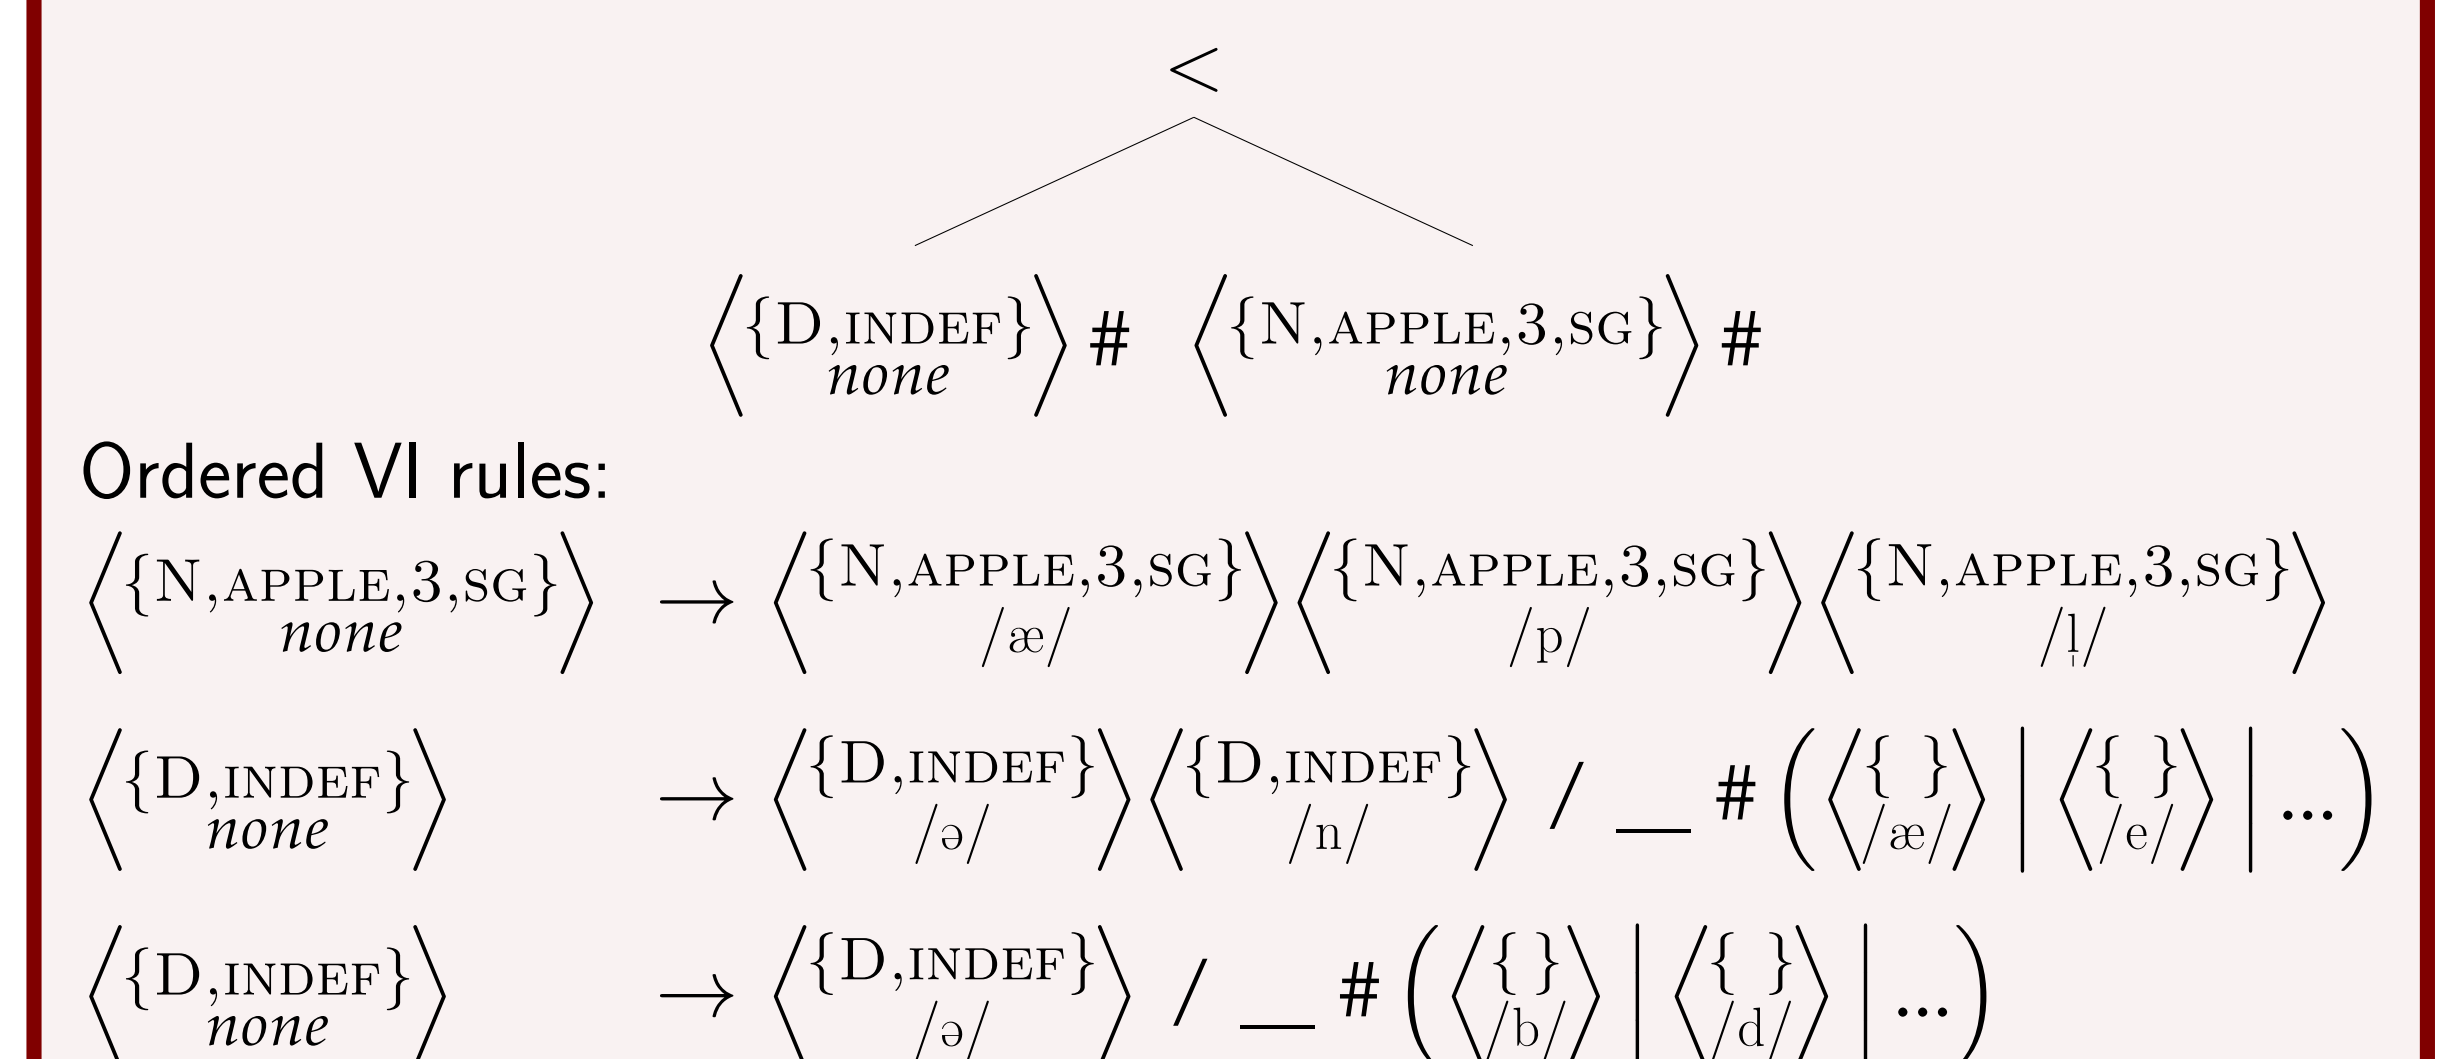 <
⟨{D,INDEF} none⟩ # ⟨{N,APPLE,3,SG} none⟩ #
Ordered VI rules:
⟨{N,APPLE,3,SG} none⟩ → ⟨{N,APPLE,3,SG} /æ/⟩⟨{N,APPLE,3,SG} /p/⟩⟨{N,APPLE,3,SG} /l̩/⟩
⟨{D,INDEF} none⟩ → ⟨{D,INDEF} /ə/⟩⟨{D,INDEF} /n/⟩ / __ # (⟨{ } /æ/⟩ | ⟨{ } /e/⟩ | ...)
⟨{D,INDEF} none⟩ → ⟨{D,INDEF} /ə/⟩ / __ # (⟨{ } /b/⟩ | ⟨{ } /d/⟩ | ...)